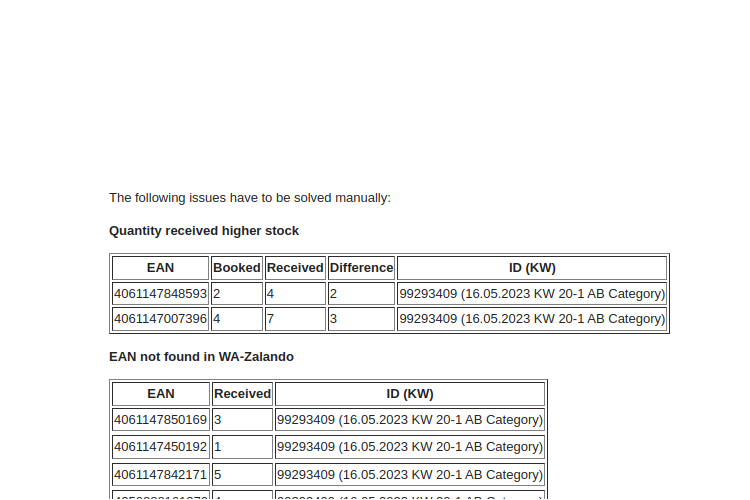 The following issues have to be solved manually:
Quantity received higher stock
EAN Booked Received Difference ID (KW)
4061147848593 2 4 2 99293409 (16.05.2023 KW 20-1 AB Category)
4061147007396 4 7 3 99293409 (16.05.2023 KW 20-1 AB Category)
EAN not found in WA-Zalando
EAN Received ID (KW)
4061147850169 3 99293409 (16.05.2023 KW 20-1 AB Category)
4061147450192 1 99293409 (16.05.2023 KW 20-1 AB Category)
4061147842171 5 99293409 (16.05.2023 KW 20-1 AB Category)